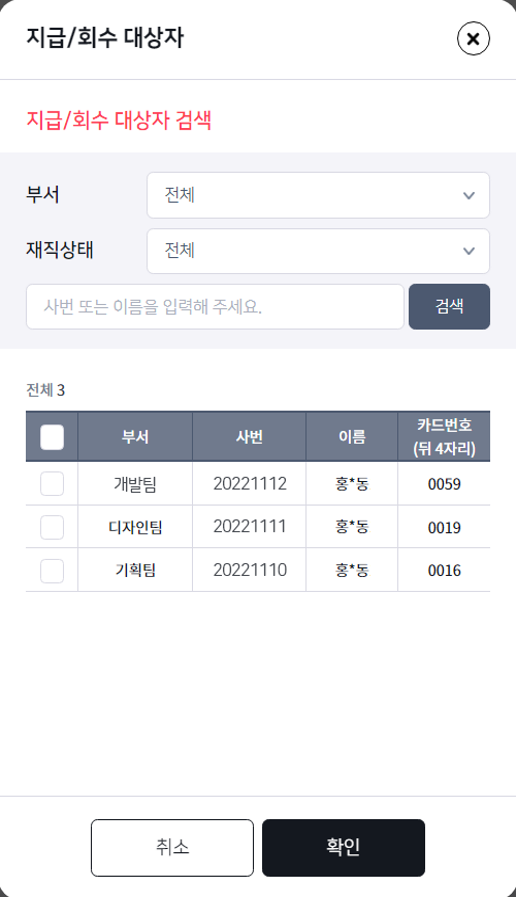 지급/회수 대상자
지급/회수 대상자 검색
부서 전체
재직상태 전체
사번 또는 이름을 입력해 주세요. 검색
전체 3
부서 사번 이름 카드번호
(뒤 4자리)
개발팀 20221112 홍*동 0059
디자인팀 20221111 홍*동 0019
기획팀 20221110 홍*동 0016
취소 확인